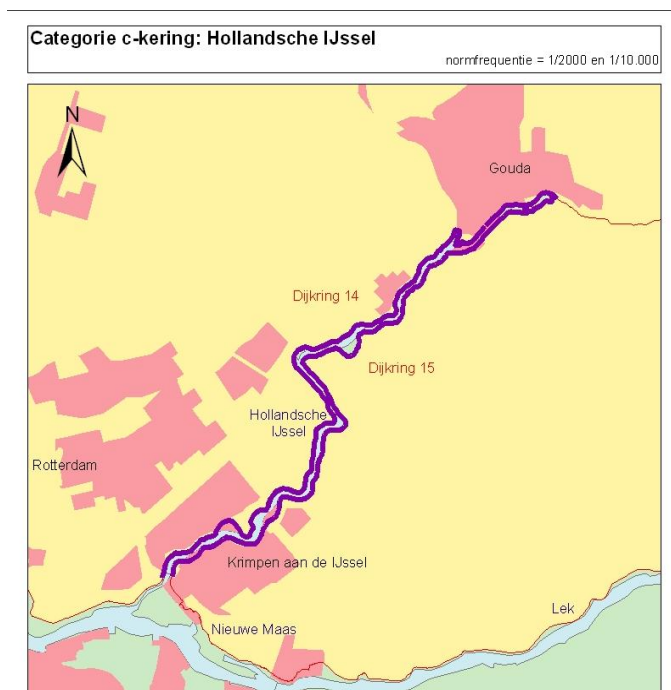 Categorie c-kering: Hollandsche IJssel
normfrequentie = 1/2000 en 1/10.000
N
Gouda
Dijkring 14
Dijkring 15
Hollandsche
IJssel
Rotterdam
Krimpen aan de IJssel
Lek
Nieuwe Maas